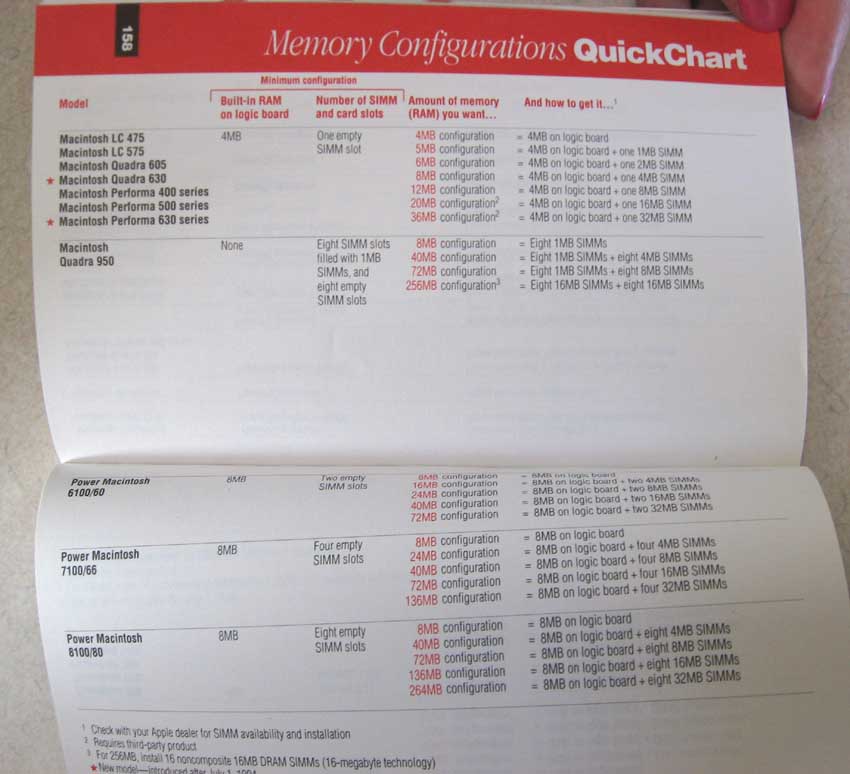 158
Memory Configurations QuickChart
Minimum configuration
Model Built-in RAM on logic board Number of SIMM and card slots Amount of memory (RAM) you want... And how to get it...1
Macintosh LC 475 4MB One empty 4MB configuration = 4MB on logic board
Macintosh LC 575 SIMM slot 5MB configuration = 4MB on logic board + one 1MB SIMM
Macintosh Quadra 605 6MB configuration = 4MB on logic board + one 2MB SIMM
★ Macintosh Quadra 630 8MB configuration = 4MB on logic board + one 4MB SIMM
Macintosh Performa 400 series 12MB configuration = 4MB on logic board + one 8MB SIMM
Macintosh Performa 500 series 20MB configuration2 = 4MB on logic board + one 16MB SIMM
★ Macintosh Performa 630 series 36MB configuration2 = 4MB on logic board + one 32MB SIMM
Macintosh None Eight SIMM slots 8MB configuration = Eight 1MB SIMMs
Quadra 950 filled with 1MB 40MB configuration = Eight 1MB SIMMs + eight 4MB SIMMs
SIMMs, and 72MB configuration = Eight 1MB SIMMs + eight 8MB SIMMs
eight empty 256MB configuration3 = Eight 16MB SIMMs + eight 16MB SIMMs
SIMM slots
Power Macintosh 8MB Two empty 8MB configuration = 8MB on logic board
6100/60 SIMM slots 16MB configuration = 8MB on logic board + two 4MB SIMMs
24MB configuration = 8MB on logic board + two 8MB SIMMs
40MB configuration = 8MB on logic board + two 16MB SIMMs
72MB configuration = 8MB on logic board + two 32MB SIMMs
Power Macintosh 8MB Four empty 8MB configuration = 8MB on logic board
7100/66 SIMM slots 24MB configuration = 8MB on logic board + four 4MB SIMMs
40MB configuration = 8MB on logic board + four 8MB SIMMs
72MB configuration = 8MB on logic board + four 16MB SIMMs
136MB configuration = 8MB on logic board + four 32MB SIMMs
Power Macintosh 8MB Eight empty 8MB configuration = 8MB on logic board
8100/80 SIMM slots 40MB configuration = 8MB on logic board + eight 4MB SIMMs
72MB configuration = 8MB on logic board + eight 8MB SIMMs
136MB configuration = 8MB on logic board + eight 16MB SIMMs
264MB configuration = 8MB on logic board + eight 32MB SIMMs
1 Check with your Apple dealer for SIMM availability and installation
2 Requires third-party product
3 For 256MB, install 16 noncomposite 16MB DRAM SIMMs (16-megabyte technology)
★ New model—introduced after July 1, 1994